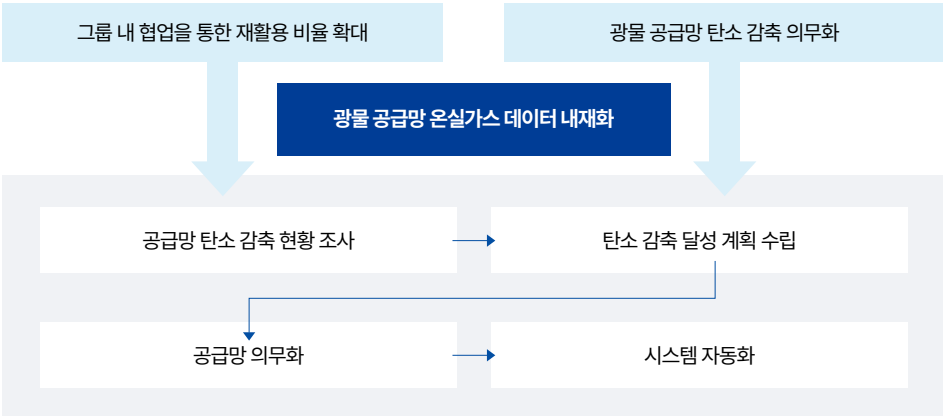 그룹 내 협업을 통한 재활용 비율 확대
광물 공급망 탄소 감축 의무화
광물 공급망 온실가스 데이터 내재화
공급망 탄소 감축 현황 조사
탄소 감축 달성 계획 수립
공급망 의무화
시스템 자동화